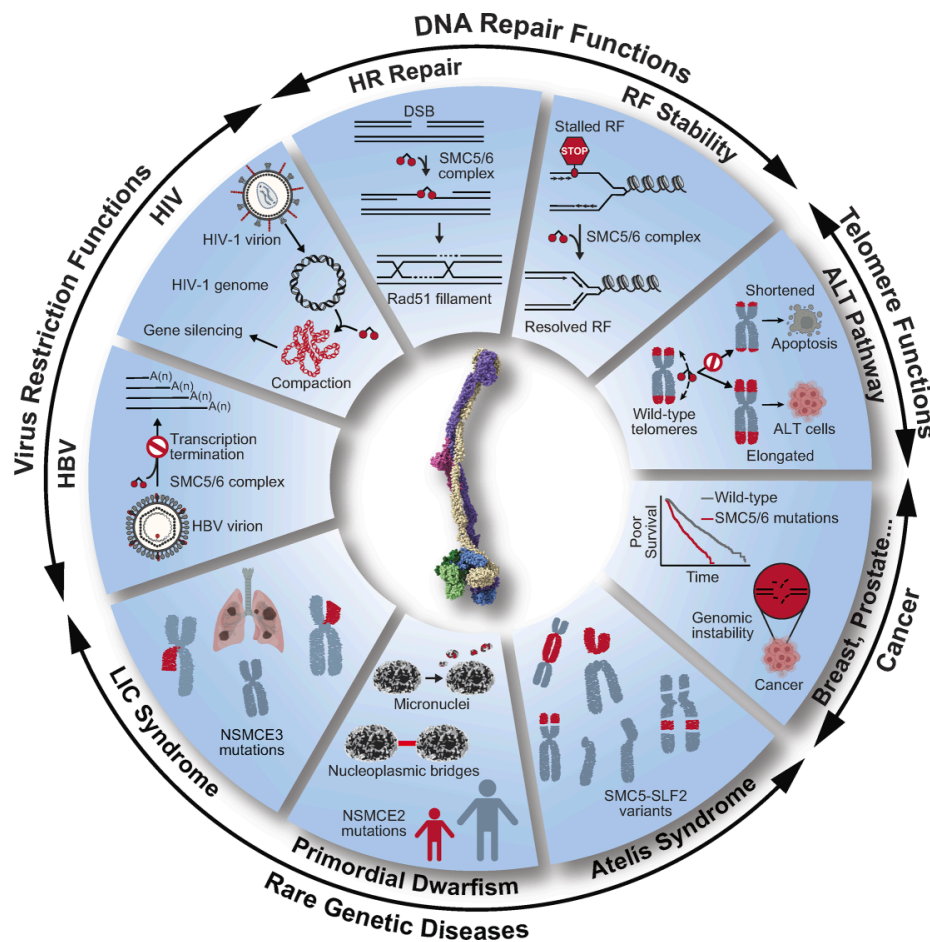 DNA Repair Functions
HR Repair
DSB
SMC5/6
complex
Rad51 fillament
RF Stability
Stalled RF
STOP
SMC5/6 complex
Resolved RF
Telomere Functions
ALT Pathway
Shortened
Apoptosis
Wild-type
telomeres
ALT cells
Elongated
Cancer
Breast, Prostate...
Wild-type
SMC5/6 mutations
Poor
Survival
Time
Genomic
instability
Cancer
Rare Genetic Diseases
Atelís Syndrome
SMC5-SLF2
variants
Primordial Dwarfism
Micronuclei
Nucleoplasmic bridges
NSMCE2
mutations
LIC Syndrome
NSMCE3
mutations
Virus Restriction Functions
HBV
A(n)
A(n)
A(n)
A(n)
Transcription
termination
SMC5/6 complex
HBV virion
HIV
HIV-1 virion
HIV-1 genome
Gene silencing
Compaction